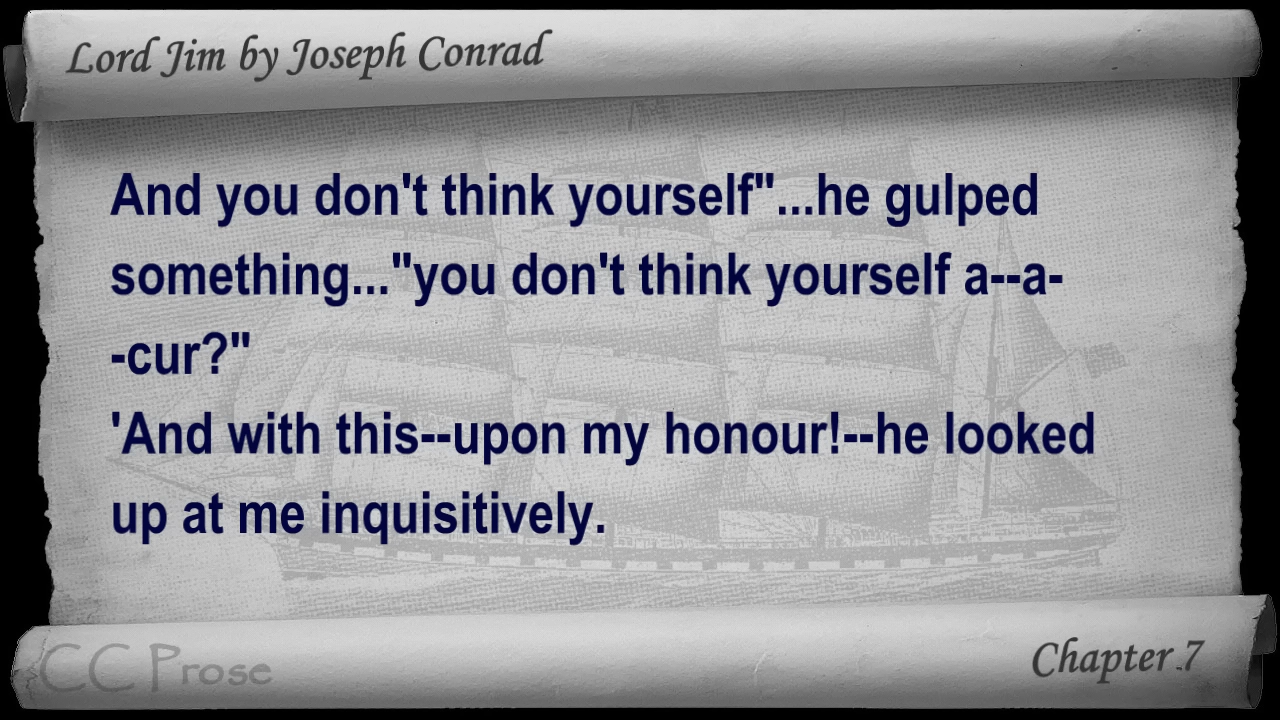 Lord Jim by Joseph Conrad
And you don't think yourself"...he gulped
something..."you don't think yourself a--a-
-cur?"
'And with this--upon my honour!--he looked
up at me inquisitively.
CC Prose
Chapter 7